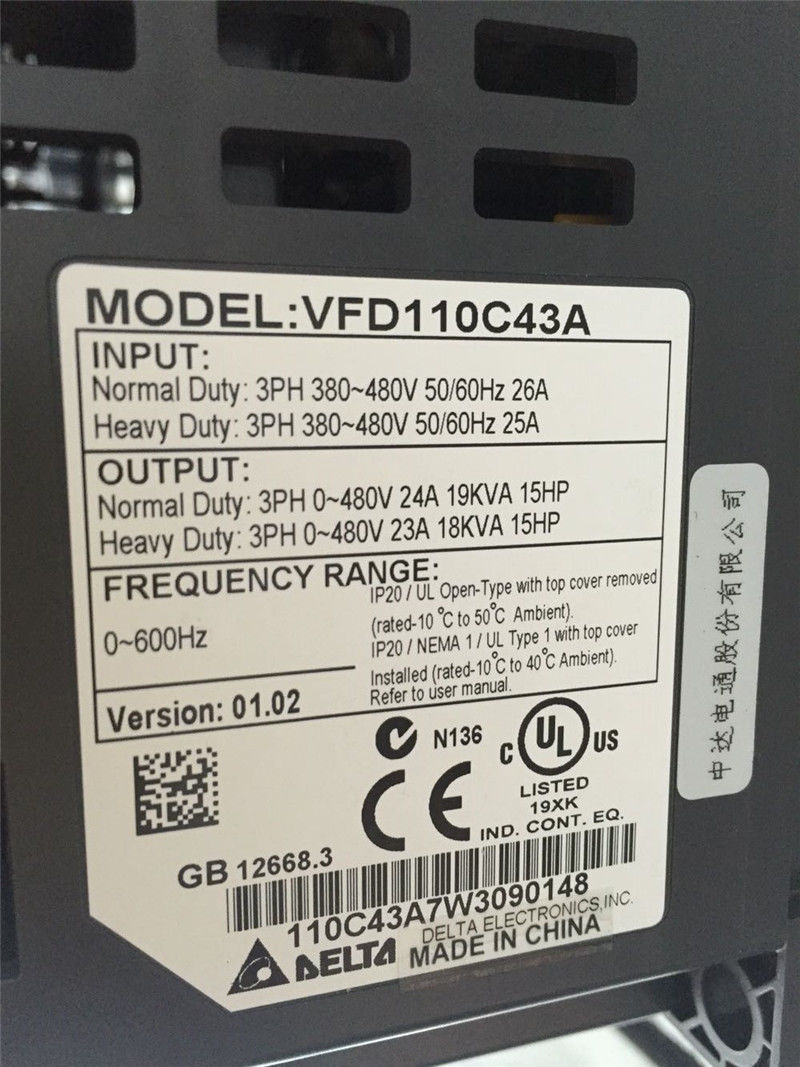 MODEL:VFD110C43A
INPUT:
Normal Duty: 3PH 380~480V 50/60Hz 26A
Heavy Duty: 3PH 380~480V 50/60Hz 25A
OUTPUT:
Normal Duty: 3PH 0~480V 24A 19KVA 15HP
Heavy Duty: 3PH 0~480V 23A 18KVA 15HP
FREQUENCY RANGE:
0~600Hz
IP20 / UL Open-Type with top cover removed
(rated-10 °C to 50°C Ambient).
IP20 / NEMA 1 / UL Type 1 with top cover
Installed (rated-10°C to 40°C Ambient).
Refer to user manual.
Version: 01.02
N136
C UL US
LISTED
19XK
IND. CONT. EQ.
CE
GB 12668.3
110C43A7W3090148
DELTA
DELTA ELECTRONICS,INC.
MADE IN CHINA
中达电通股份有限公司